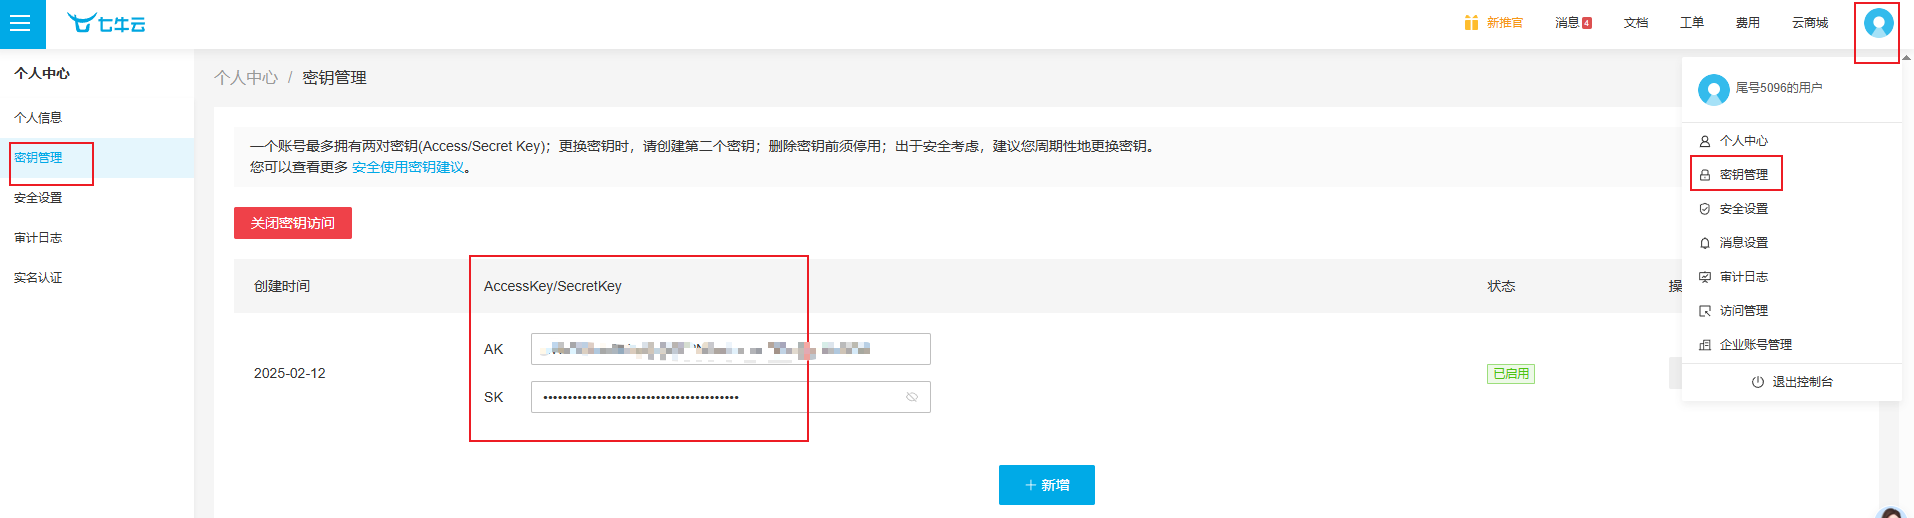 七牛云
新推官
消息 4
文档
工单
费用
云商城
个人中心
个人信息
密钥管理
安全设置
审计日志
实名认证
个人中心 / 密钥管理
一个账号最多拥有两对密钥(Access/Secret Key)；更换密钥时，请创建第二个密钥；删除密钥前须停用；出于安全考虑，建议您周期性地更换密钥。
您可以查看更多 安全使用密钥建议。
关闭密钥访问
创建时间
AccessKey/SecretKey
状态
操
2025-02-12
AK
SK
••••••••••••••••••••••••••••••••••••••••
已启用
+ 新增
尾号5096的用户
个人中心
密钥管理
安全设置
消息设置
审计日志
访问管理
企业账号管理
退出控制台